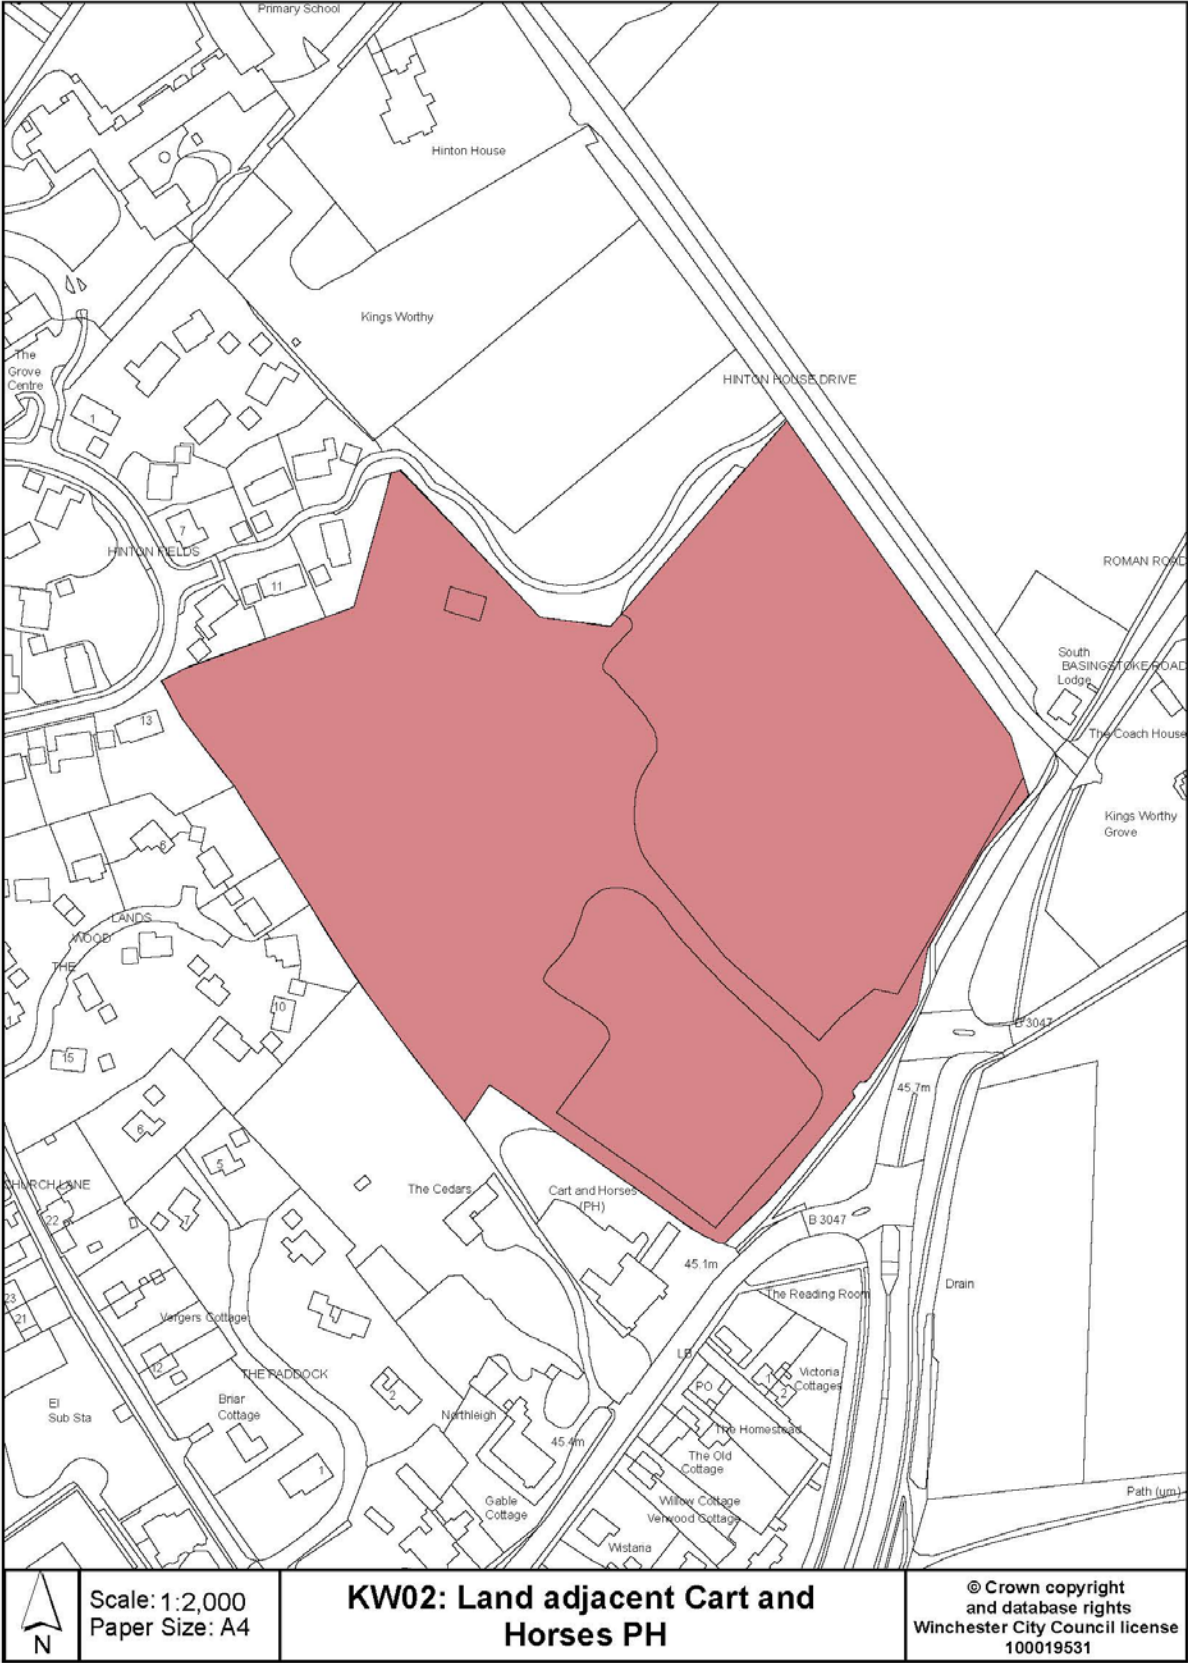 Primary School
Hinton House
Kings Worthy
The
Grove
Centre
HINTON HOUSE DRIVE
1
7
HINTON FIELDS
11
ROMAN ROAD
South
Lodge
BASINGSTOKE ROAD
The Coach House
13
Kings Worthy
Grove
6
LANDS
WOOD
THE
1
10
15
B 3047
45.7m
6
5
CHURCH LANE
22
7
The Cedars
Cart and Horses
(PH)
B 3047
45.1m
Drain
The Reading Room
23
21
Vergers Cottage
12
THE PADDOCK
LB
PO
1
2
Victoria
Cottages
El
Sub Sta
Briar
Cottage
2
Northleigh
45.4m
The Homestead
The Old
Cottage
1
Gable
Cottage
Willow Cottage
Verwood Cottage
Wistaria
Path (um)
N
Scale: 1:2,000
Paper Size: A4
KW02: Land adjacent Cart and
Horses PH
© Crown copyright
and database rights
Winchester City Council license
100019531